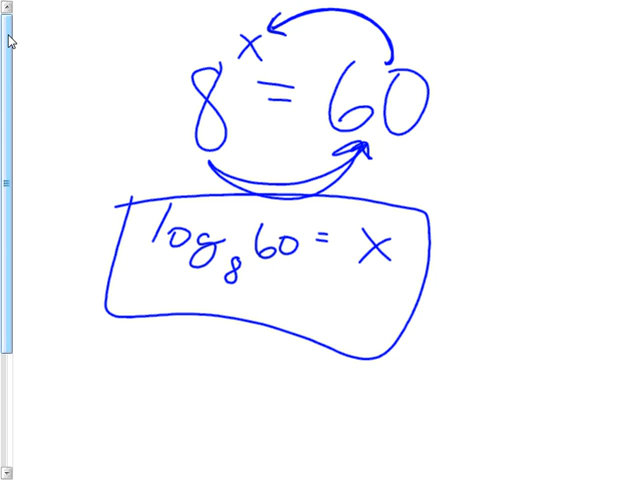 8^x = 60
log_8 60 = x